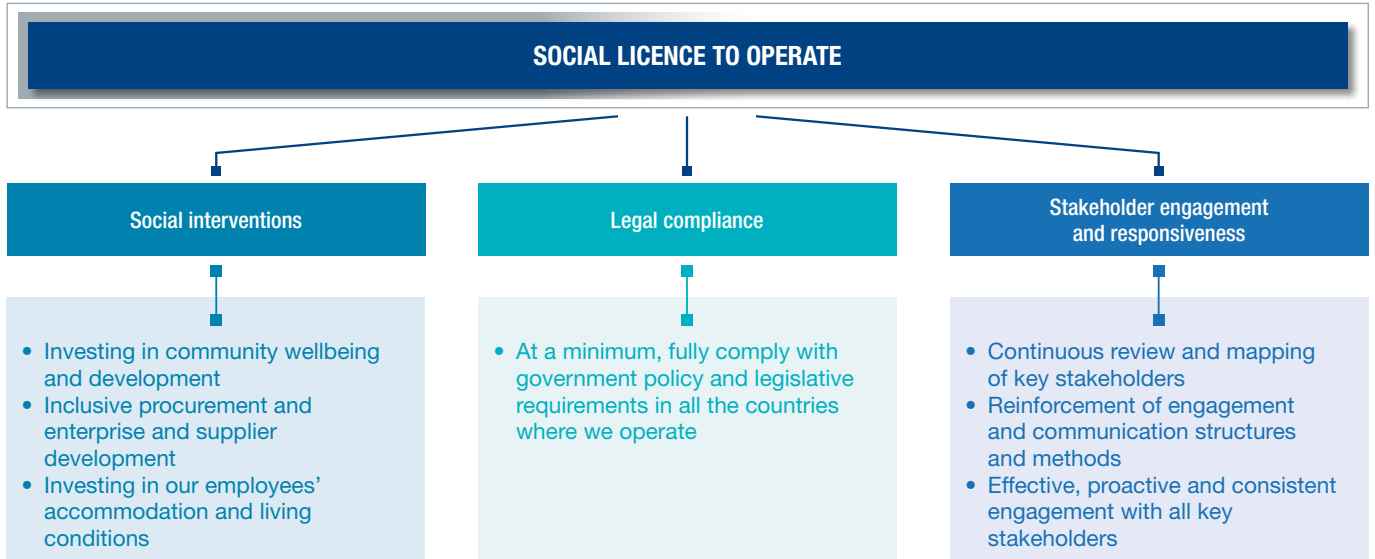 SOCIAL LICENCE TO OPERATE
Social interventions
• Investing in community wellbeing
and development
• Inclusive procurement and
enterprise and supplier
development
• Investing in our employees’
accommodation and living
conditions
Legal compliance
• At a minimum, fully comply with
government policy and legislative
requirements in all the countries
where we operate
Stakeholder engagement
and responsiveness
• Continuous review and mapping
of key stakeholders
• Reinforcement of engagement
and communication structures
and methods
• Effective, proactive and consistent
engagement with all key
stakeholders